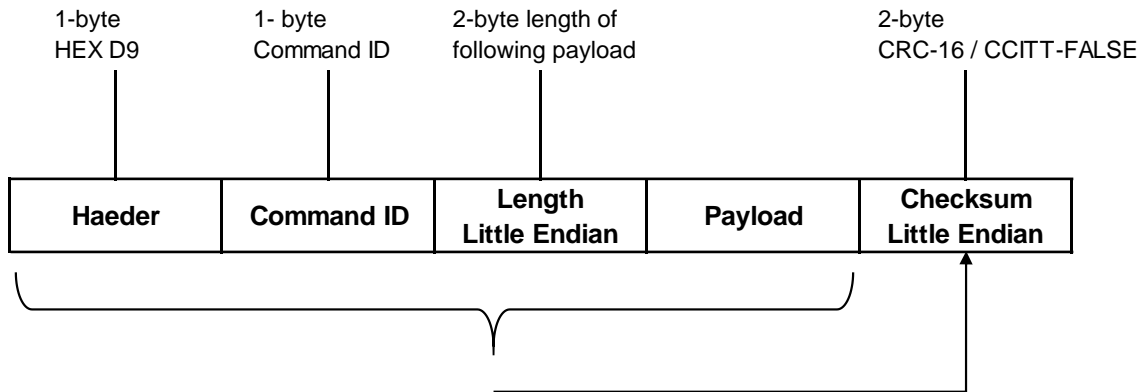 1-byte
HEX D9
1- byte
Command ID
2-byte length of
following payload
2-byte
CRC-16 / CCITT-FALSE
Haeder
Command ID
Length
Little Endian
Payload
Checksum
Little Endian